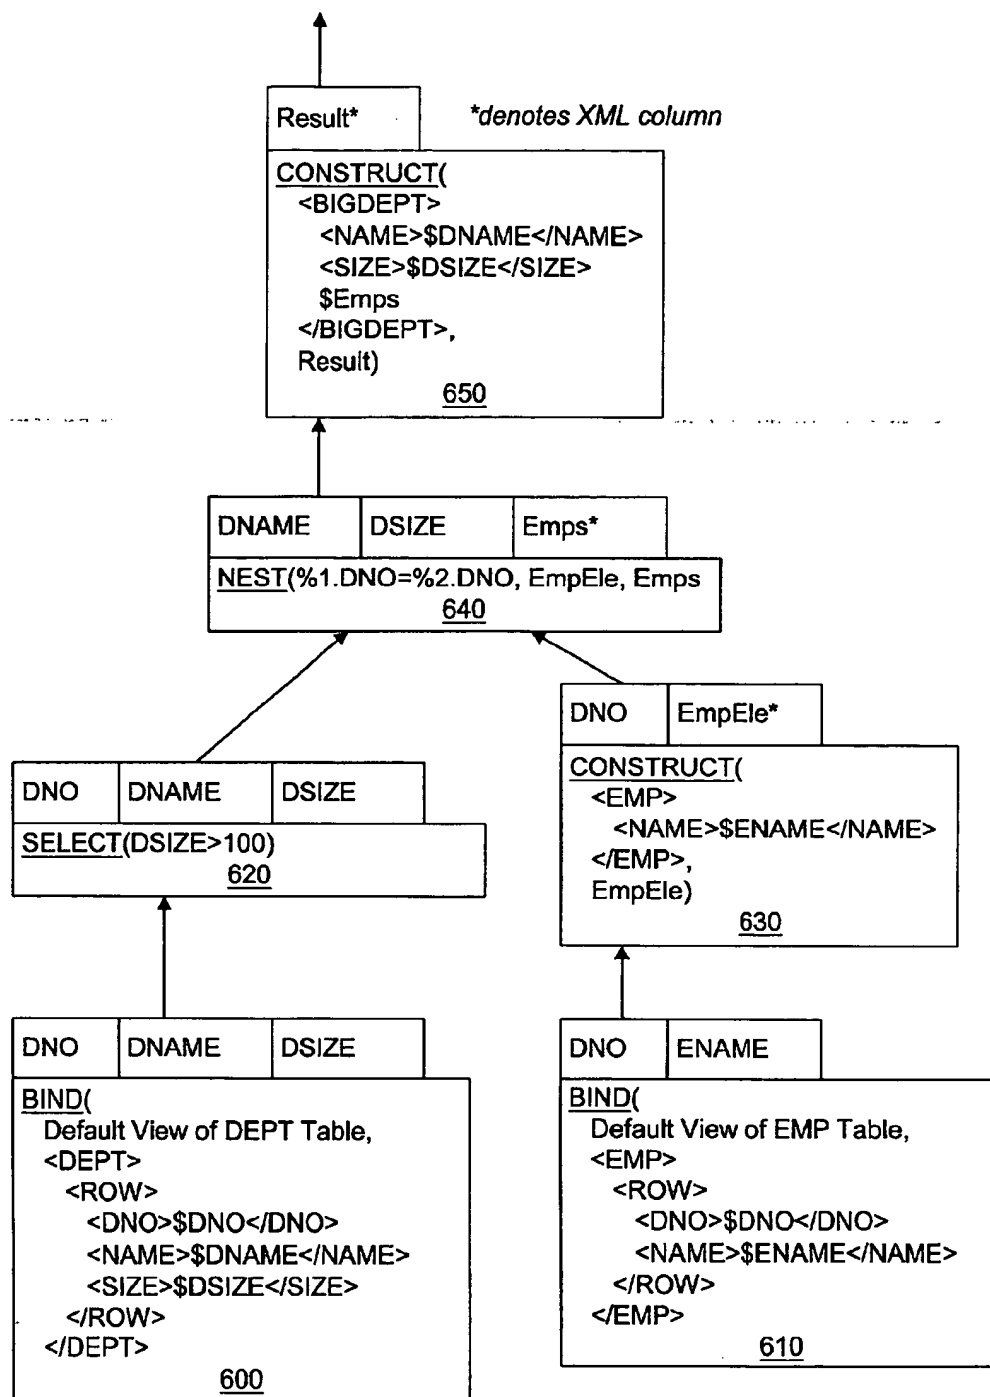 Result*
*denotes XML column
CONSTRUCT(
<BIGDEPT>
<NAME>$DNAME</NAME>
<SIZE>$DSIZE</SIZE>
$Emps
</BIGDEPT>,
Result)
650
DNAME DSIZE Emps*
NEST(%1.DNO=%2.DNO, EmpEle, Emps
640
DNO EmpEle*
CONSTRUCT(
<EMP>
<NAME>$ENAME</NAME>
</EMP>,
EmpEle)
630
DNO DNAME DSIZE
SELECT(DSIZE>100)
620
DNO DNAME DSIZE
BIND(
Default View of DEPT Table,
<DEPT>
<ROW>
<DNO>$DNO</DNO>
<NAME>$DNAME</NAME>
<SIZE>$DSIZE</SIZE>
</ROW>
</DEPT>
600
DNO ENAME
BIND(
Default View of EMP Table,
<EMP>
<ROW>
<DNO>$DNO</DNO>
<NAME>$ENAME</NAME>
</ROW>
</EMP>
610